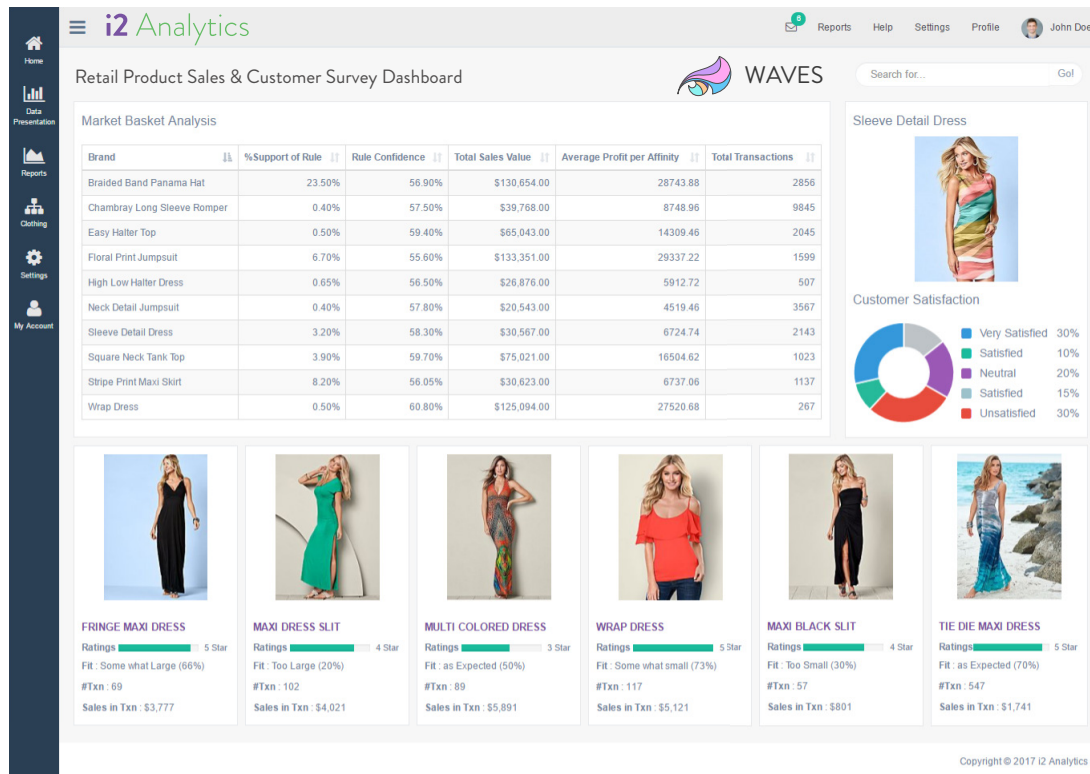 i2 Analytics
8
Reports Help Settings Profile John Doe
Home
Data
Presentation
Reports
Clothing
Settings
My Account
Retail Product Sales & Customer Survey Dashboard
WAVES
Search for... Go!
Market Basket Analysis
Brand %Support of Rule Rule Confidence Total Sales Value Average Profit per Affinity Total Transactions
Braided Band Panama Hat 23.50% 56.90% $130,654.00 28743.88 2856
Chambray Long Sleeve Romper 0.40% 57.50% $39,768.00 8748.96 9845
Easy Halter Top 0.50% 59.40% $65,043.00 14309.46 2045
Floral Print Jumpsuit 6.70% 55.60% $133,351.00 29337.22 1599
High Low Halter Dress 0.65% 56.50% $26,876.00 5912.72 507
Neck Detail Jumpsuit 0.40% 57.80% $20,543.00 4519.46 3567
Sleeve Detail Dress 3.20% 58.30% $30,567.00 6724.74 2143
Square Neck Tank Top 3.90% 59.70% $75,021.00 16504.62 1023
Stripe Print Maxi Skirt 8.20% 56.05% $30,623.00 6737.06 1137
Wrap Dress 0.50% 60.80% $125,094.00 27520.68 267
Sleeve Detail Dress
Customer Satisfaction
Very Satisfied 30%
Satisfied 10%
Neutral 20%
Satisfied 15%
Unsatisfied 30%
FRINGE MAXI DRESS
Ratings 5 Star
Fit : Some what Large (66%)
#Txn : 69
Sales in Txn : $3,777
MAXI DRESS SLIT
Ratings 4 Star
Fit : Too Large (20%)
#Txn : 102
Sales in Txn : $4,021
MULTI COLORED DRESS
Ratings 3 Star
Fit : as Expected (50%)
#Txn : 89
Sales in Txn : $5,891
WRAP DRESS
Ratings 5 Star
Fit : Some what small (73%)
#Txn : 117
Sales in Txn : $5,121
MAXI BLACK SLIT
Ratings 4 Star
Fit : Too Small (30%)
#Txn : 57
Sales in Txn : $801
TIE DIE MAXI DRESS
Ratings 5 Star
Fit : as Expected (70%)
#Txn : 547
Sales in Txn : $1,741
Copyright © 2017 i2 Analytics